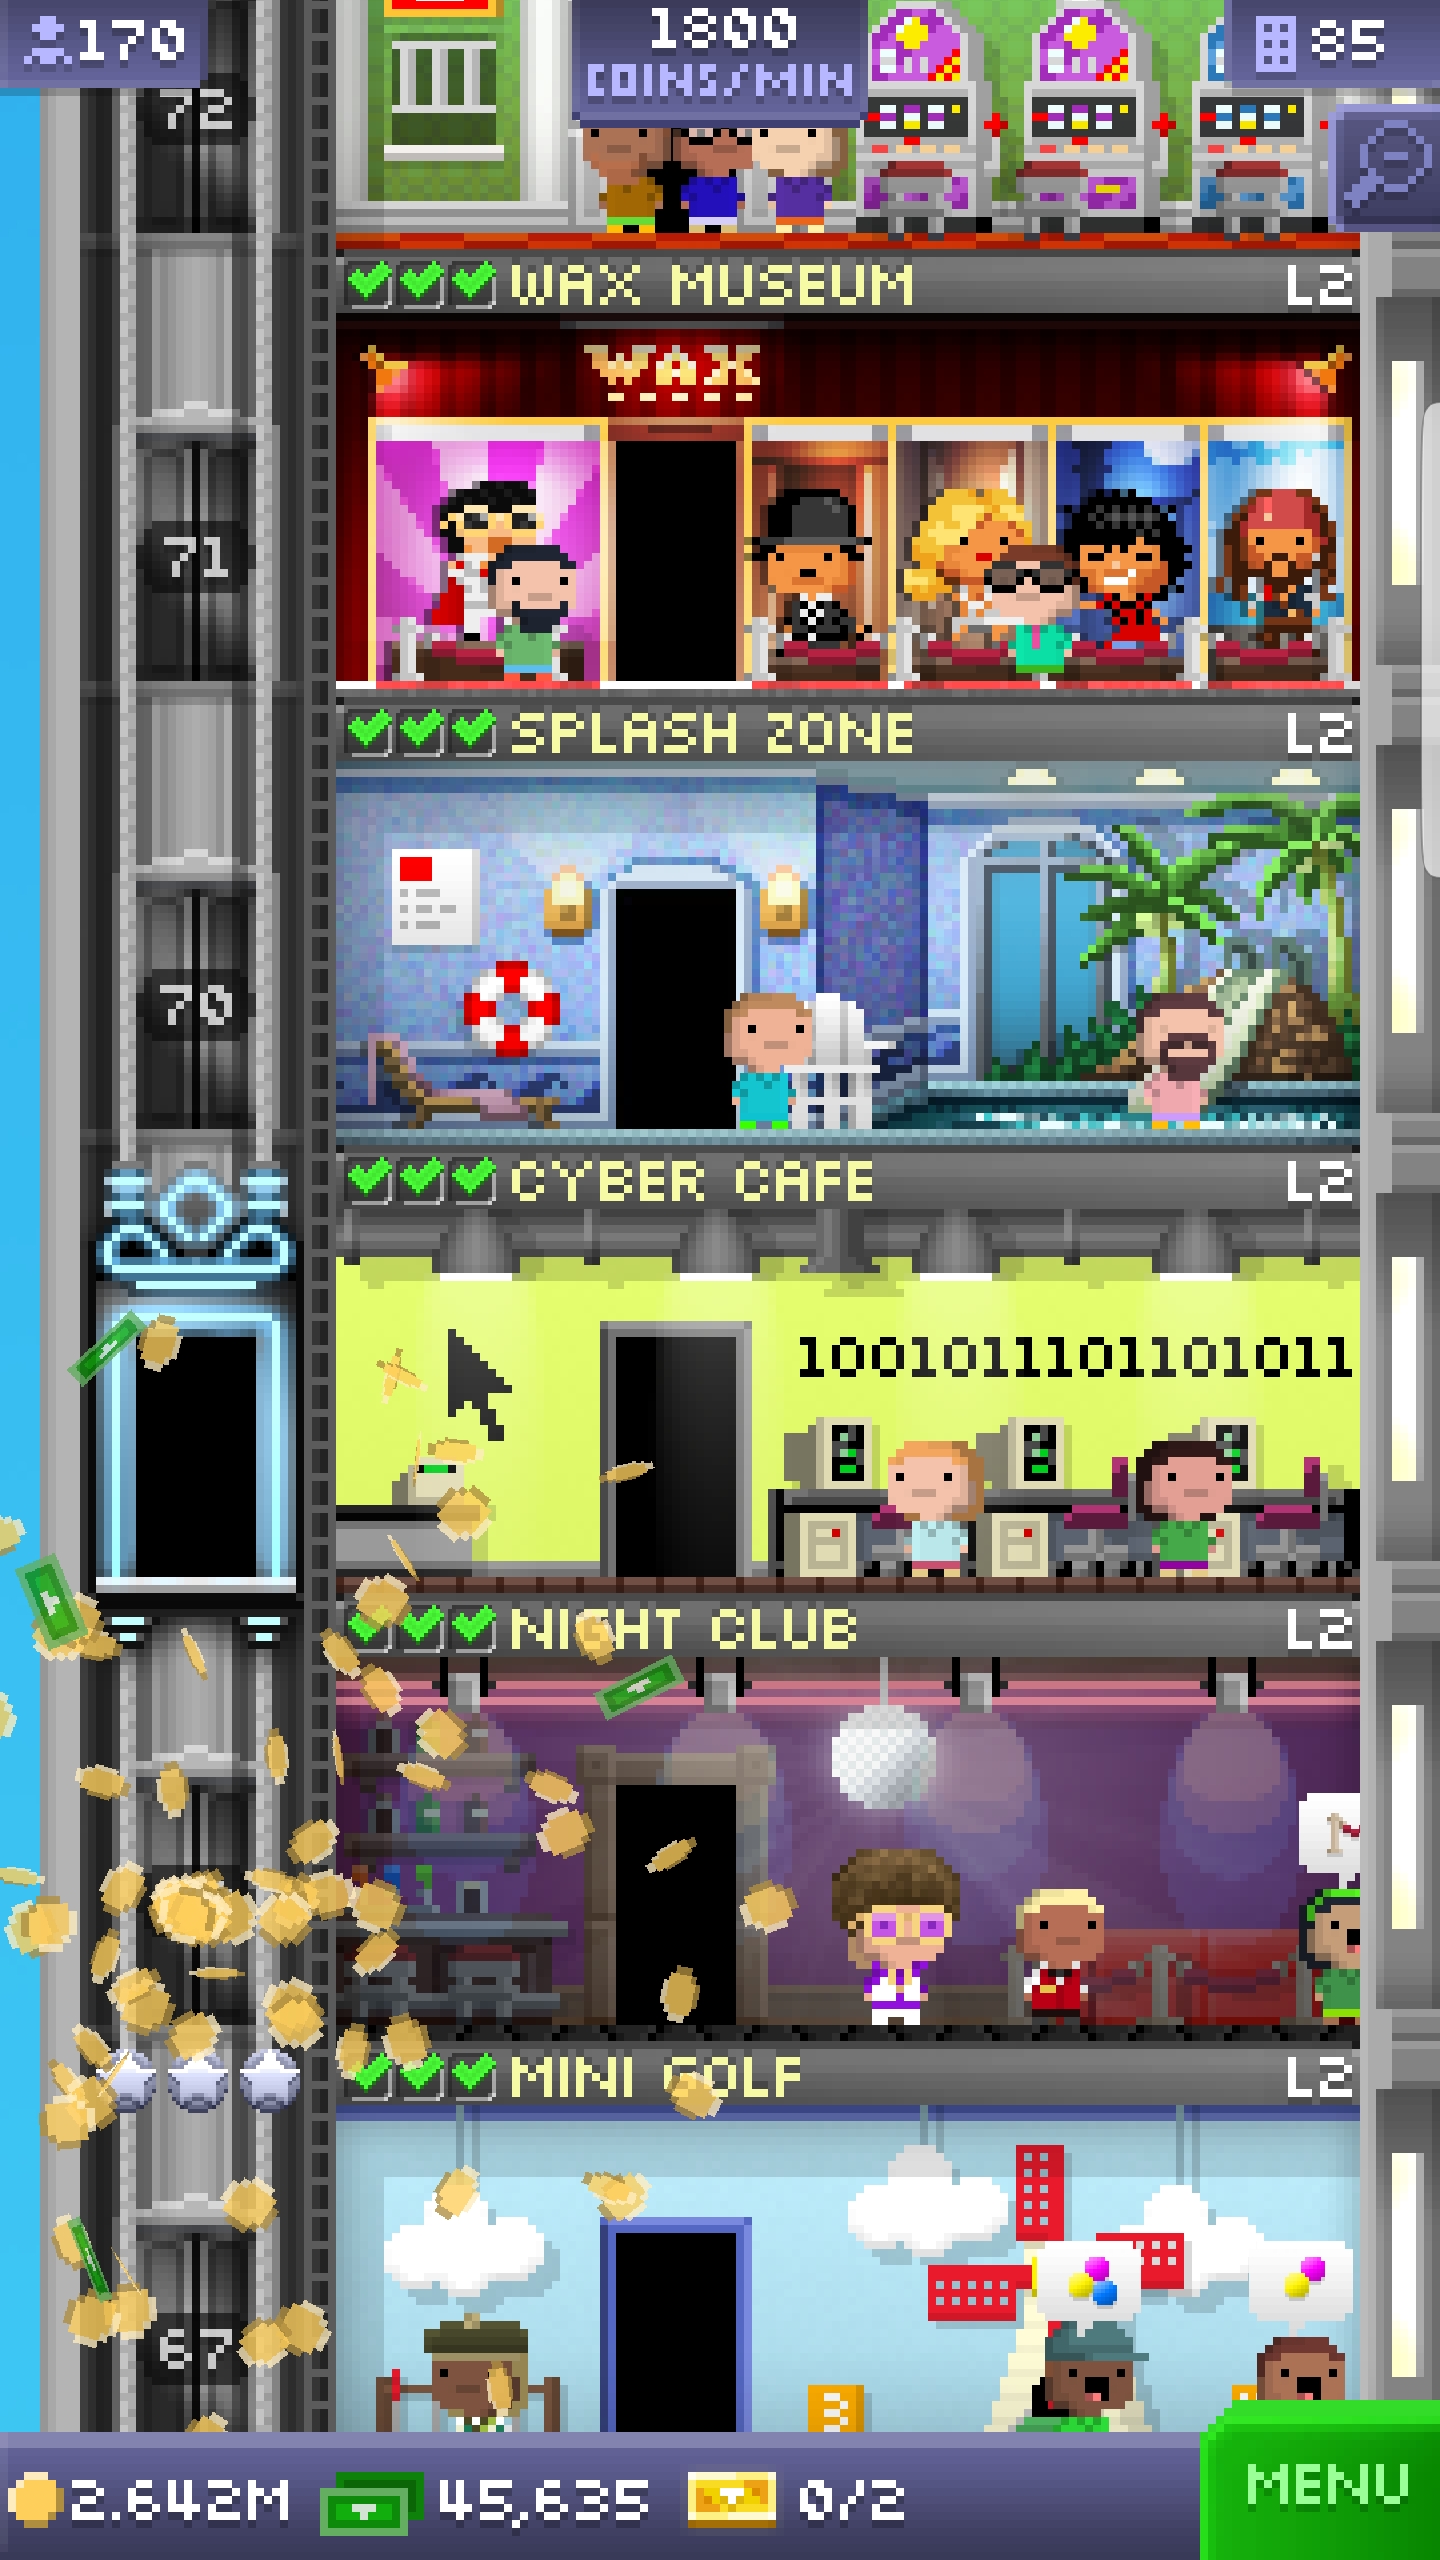 170
1800
COINS/MIN
85
72
WAX MUSEUM L2
WAX
71
SPLASH ZONE L2
70
CYBER CAFE L2
1001011101101011
NIGHT CLUB L2
MINI GOLF L2
67
3
2.642M 45,635 0/2
MENU